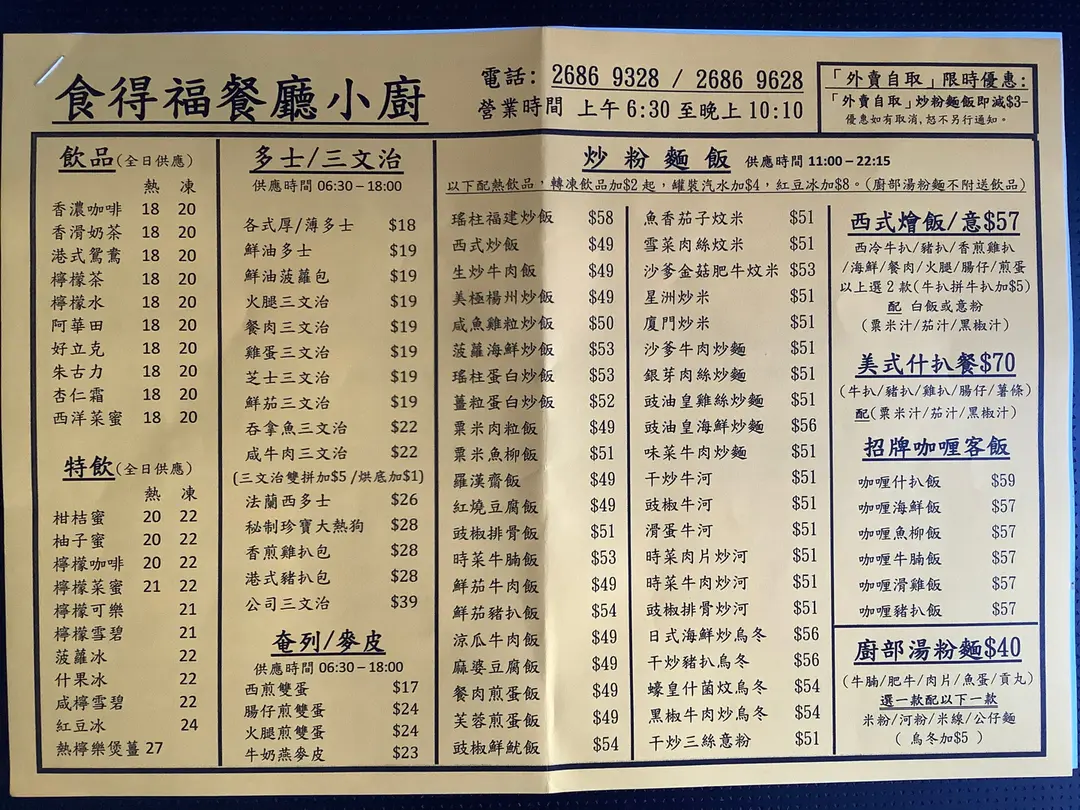 食得福餐廳小廚
電話: 2686 9328 / 2686 9628
營業時間 上午 6:30 至晚上 10:10
「外賣自取」限時優惠:
「外賣自取」炒粉麵飯即減$3-
優惠如有取消,恕不另行通知。
飲品(全日供應)
熱 凍
香濃咖啡 18 20
香滑奶茶 18 20
港式鴛鴦 18 20
檸檬茶 18 20
檸檬水 18 20
阿華田 18 20
好立克 18 20
朱古力 18 20
杏仁霜 18 20
西洋菜蜜 18 20
特飲(全日供應)
熱 凍
柑桔蜜 20 22
柚子蜜 20 22
檸檬咖啡 20 22
檸檬菜蜜 21 22
檸檬可樂 21
檸檬雪碧 21
菠蘿冰 22
什果冰 22
咸檸雪碧 22
紅豆冰 24
熱檸樂煲薑 27
多士/三文治
供應時間 06:30 – 18:00
各式厚/薄多士 $18
鮮油多士 $19
鮮油菠蘿包 $19
火腿三文治 $19
餐肉三文治 $19
雞蛋三文治 $19
芝士三文治 $19
鮮茄三文治 $19
吞拿魚三文治 $22
咸牛肉三文治 $22
(三文治雙拼加$5 /烘底加$1)
法蘭西多士 $26
秘制珍寶大熱狗 $28
香煎雞扒包 $28
港式豬扒包 $28
公司三文治 $39
奄列/麥皮
供應時間 06:30 – 18:00
西煎雙蛋 $17
腸仔煎雙蛋 $24
火腿煎雙蛋 $24
牛奶燕麥皮 $23
炒粉麵飯 供應時間 11:00 – 22:15
以下配熱飲品，轉凍飲品加$2 起，罐裝汽水加$4，紅豆冰加$8。(廚部湯粉麵不附送飲品)
瑤柱福建炒飯 $58
西式炒飯 $49
生炒牛肉飯 $49
美極楊州炒飯 $49
咸魚雞粒炒飯 $50
菠蘿海鮮炒飯 $53
瑤柱蛋白炒飯 $53
薑粒蛋白炒飯 $52
粟米肉粒飯 $49
粟米魚柳飯 $51
羅漢齋飯 $49
紅燒豆腐飯 $49
豉椒排骨飯 $51
時菜牛腩飯 $53
鮮茄牛肉飯 $49
鮮茄豬扒飯 $54
涼瓜牛肉飯 $49
麻婆豆腐飯 $49
餐肉煎蛋飯 $49
芙蓉煎蛋飯 $49
豉椒鮮魷飯 $54
魚香茄子炆米 $51
雪菜肉絲炆米 $51
沙爹金菇肥牛炆米 $53
星洲炒米 $51
廈門炒米 $51
沙爹牛肉炒麵 $51
銀芽肉絲炒麵 $51
豉油皇雞絲炒麵 $51
豉油皇海鮮炒麵 $56
味菜牛肉炒麵 $51
干炒牛河 $51
豉椒牛河 $51
滑蛋牛河 $51
時菜肉片炒河 $51
時菜牛肉炒河 $51
豉椒排骨炒河 $51
日式海鮮炒烏冬 $56
干炒豬扒烏冬 $56
蠔皇什菌炆烏冬 $54
黑椒牛肉炒烏冬 $54
干炒三絲意粉 $51
西式燴飯/意$57
西冷牛扒/豬扒/香煎雞扒
/海鮮/餐肉/火腿/腸仔/煎蛋
以上選 2 款(牛扒拼牛扒加$5)
配 白飯或意粉
(粟米汁/茄汁/黑椒汁)
美式什扒餐$70
(牛扒/豬扒/雞扒/腸仔/薯條)
配(粟米汁/茄汁/黑椒汁)
招牌咖喱客飯
咖喱什扒飯 $59
咖喱海鮮飯 $57
咖喱魚柳飯 $57
咖喱牛腩飯 $57
咖喱滑雞飯 $57
咖喱豬扒飯 $57
廚部湯粉麵$40
(牛腩/肥牛/肉片/魚蛋/貢丸)
選一款配以下一款
米粉/河粉/米線/公仔麵
( 烏冬加$5 )